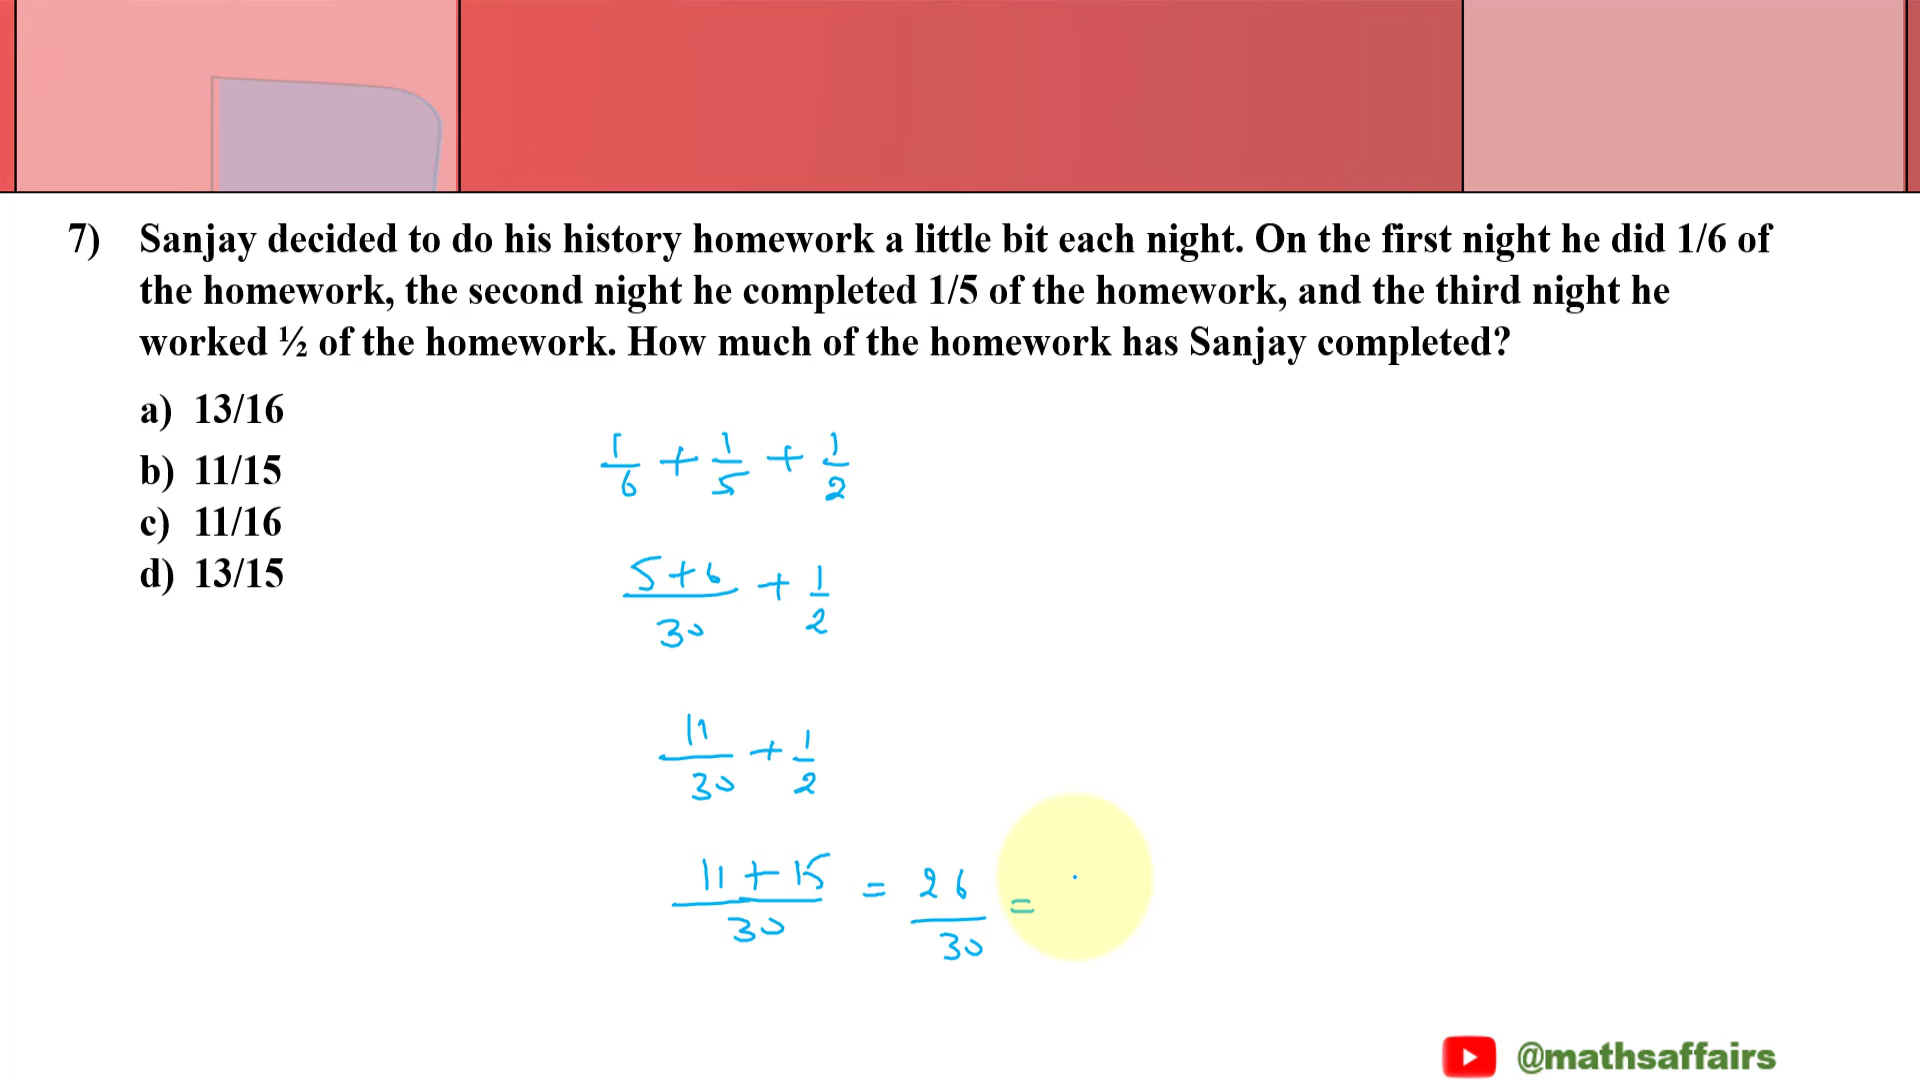 7) Sanjay decided to do his history homework a little bit each night. On the first night he did 1/6 of
the homework, the second night he completed 1/5 of the homework, and the third night he
worked ½ of the homework. How much of the homework has Sanjay completed?
a) 13/16
b) 11/15
c) 11/16
d) 13/15
1/6 + 1/5 + 1/2
5+6/30 + 1/2
11/30 + 1/2
11+15/30 = 26/30 =
@mathsaffairs